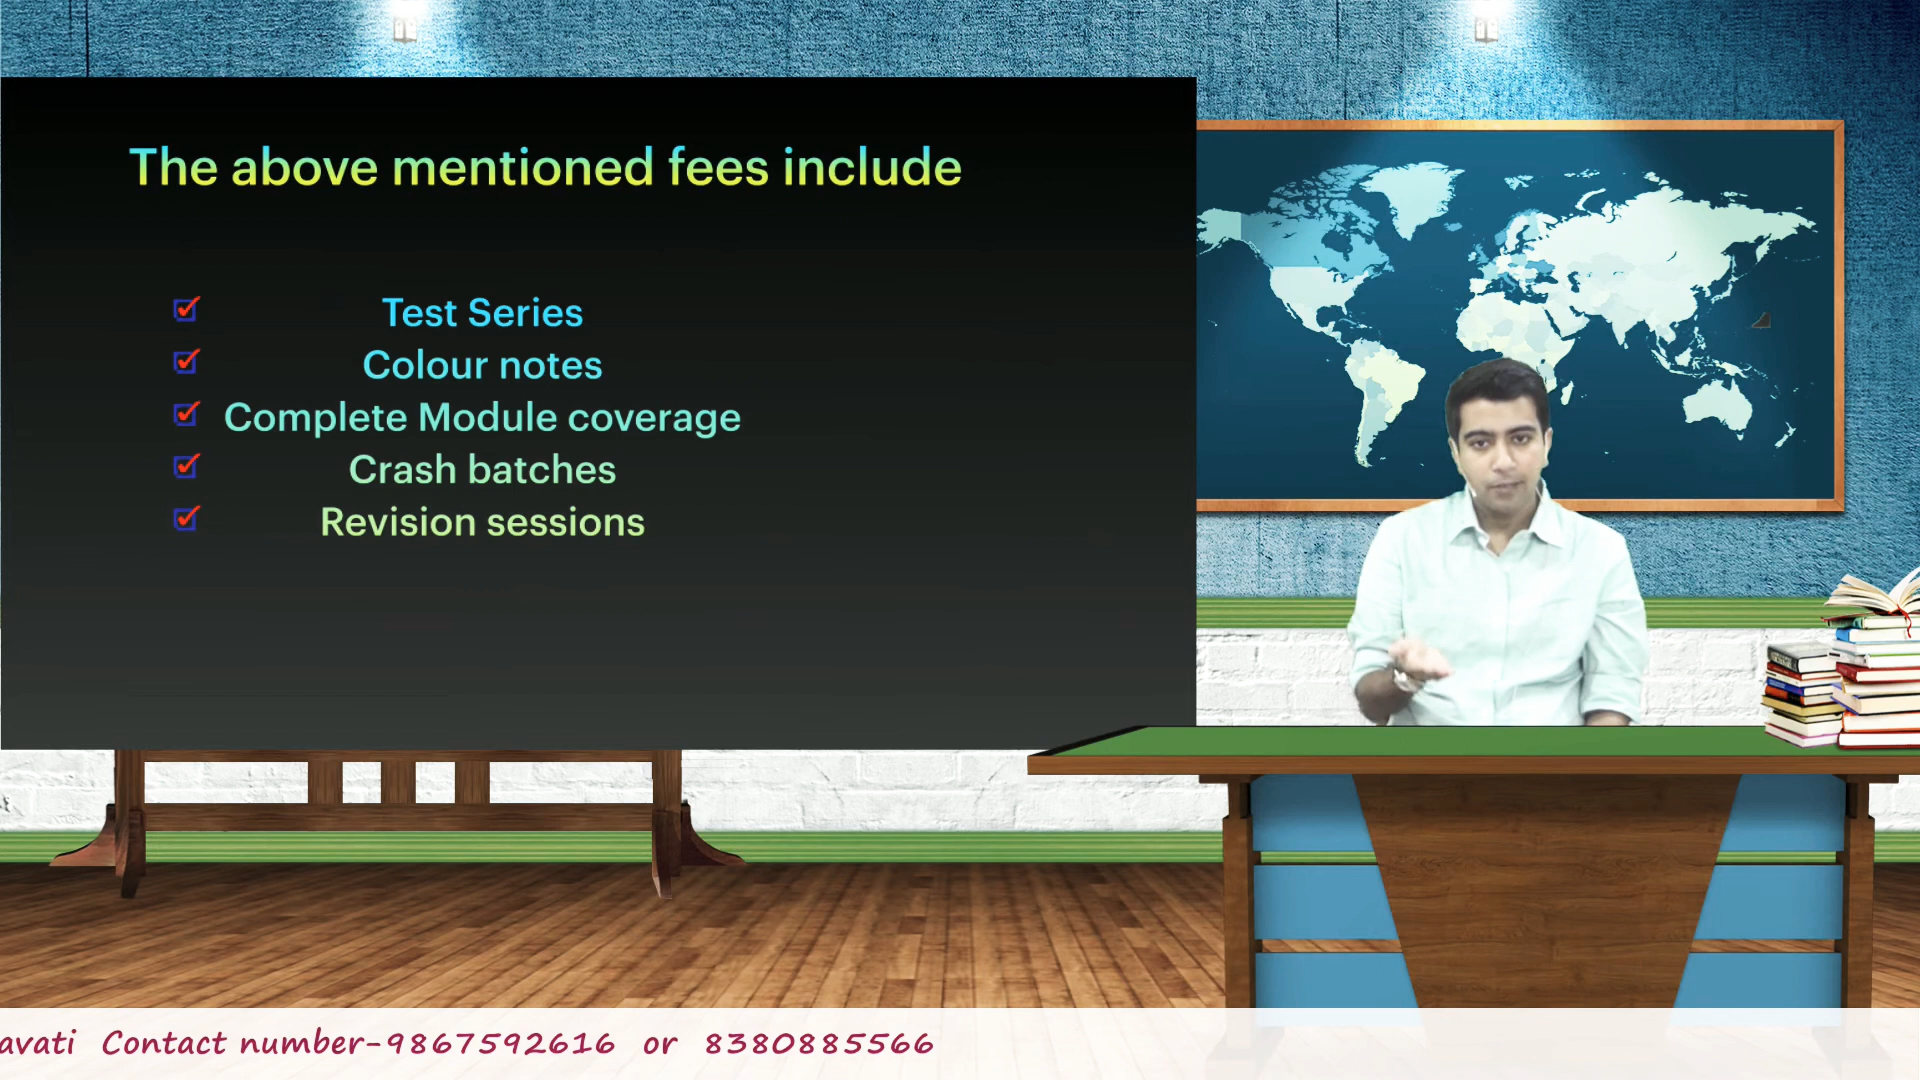 The above mentioned fees include
Test Series
Colour notes
Complete Module coverage
Crash batches
Revision sessions
avati Contact number-9867592616 or 8380885566